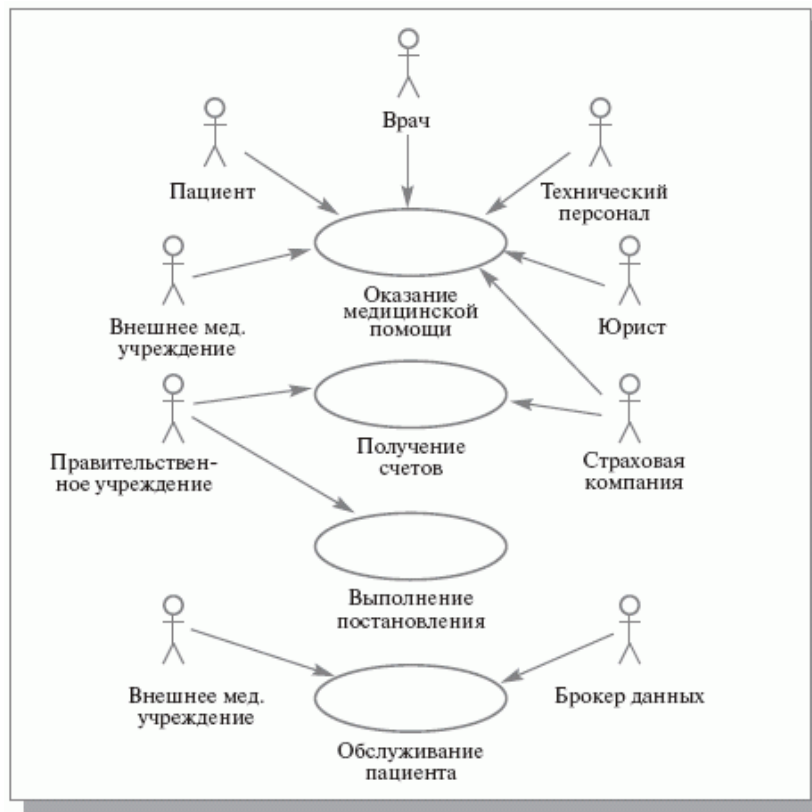 Врач
Пациент
Технический
персонал
Оказание
медицинской
помощи
Внешнее мед.
учреждение
Юрист
Получение
счетов
Правительствен-
ное учреждение
Страховая
компания
Выполнение
постановления
Внешнее мед.
учреждение
Брокер данных
Обслуживание
пациента